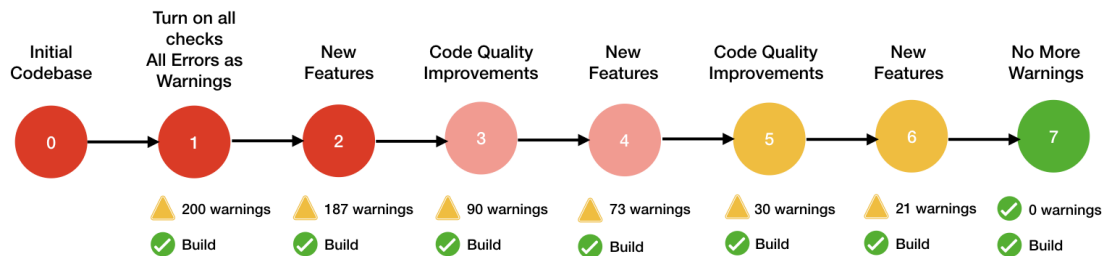 Initial
Codebase
Turn on all
checks
All Errors as
Warnings
New
Features
Code Quality
Improvements
New
Features
Code Quality
Improvements
New
Features
No More
Warnings
0
1
2
3
4
5
6
7
200 warnings
187 warnings
90 warnings
73 warnings
30 warnings
21 warnings
0 warnings
Build
Build
Build
Build
Build
Build
Build